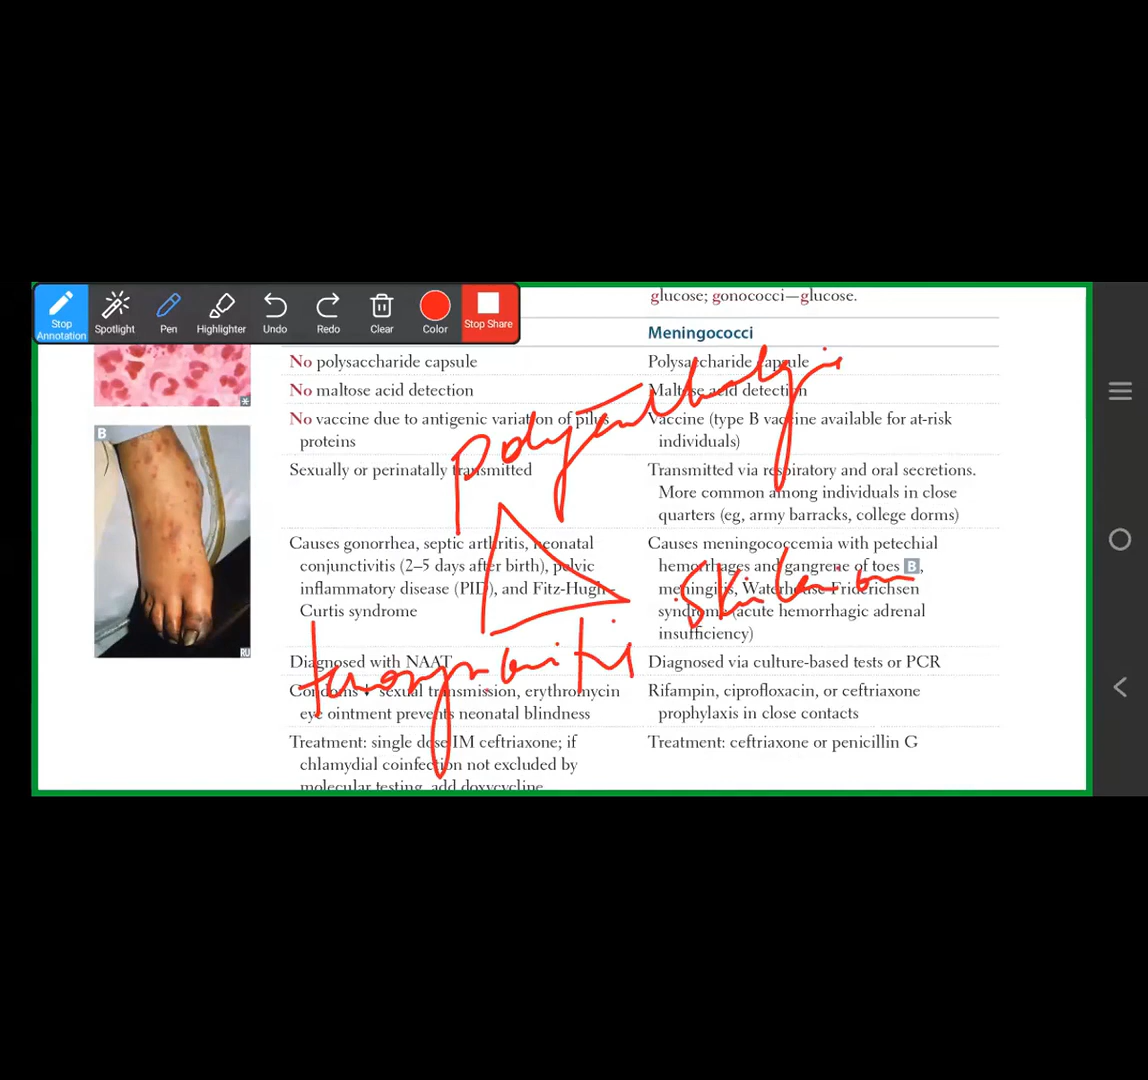 Stop
Annotation
Spotlight
Pen
Highlighter
Undo
Redo
Clear
Color
Stop Share
glucose; gonococci—glucose.
Meningococci
No polysaccharide capsule
Polysaccharide capsule
No maltose acid detection
Maltose acid detection
No vaccine due to antigenic variation of pilus
proteins
Vaccine (type B vaccine available for at-risk
individuals)
Sexually or perinatally transmitted
Transmitted via respiratory and oral secretions.
More common among individuals in close
quarters (eg, army barracks, college dorms)
Causes gonorrhea, septic arthritis, neonatal
conjunctivitis (2–5 days after birth), pelvic
inflammatory disease (PID), and Fitz-Hugh–
Curtis syndrome
Causes meningococcemia with petechial
hemorrhages and gangrene of toes B,
meningitis, Waterhouse-Friderichsen
syndrome (acute hemorrhagic adrenal
insufficiency)
Diagnosed with NAAT
Diagnosed via culture-based tests or PCR
Condoms ↓ sexual transmission, erythromycin
eye ointment prevents neonatal blindness
Rifampin, ciprofloxacin, or ceftriaxone
prophylaxis in close contacts
Treatment: single dose IM ceftriaxone; if
chlamydial coinfection not excluded by
molecular testing, add doxycycline
Treatment: ceftriaxone or penicillin G
B
RU